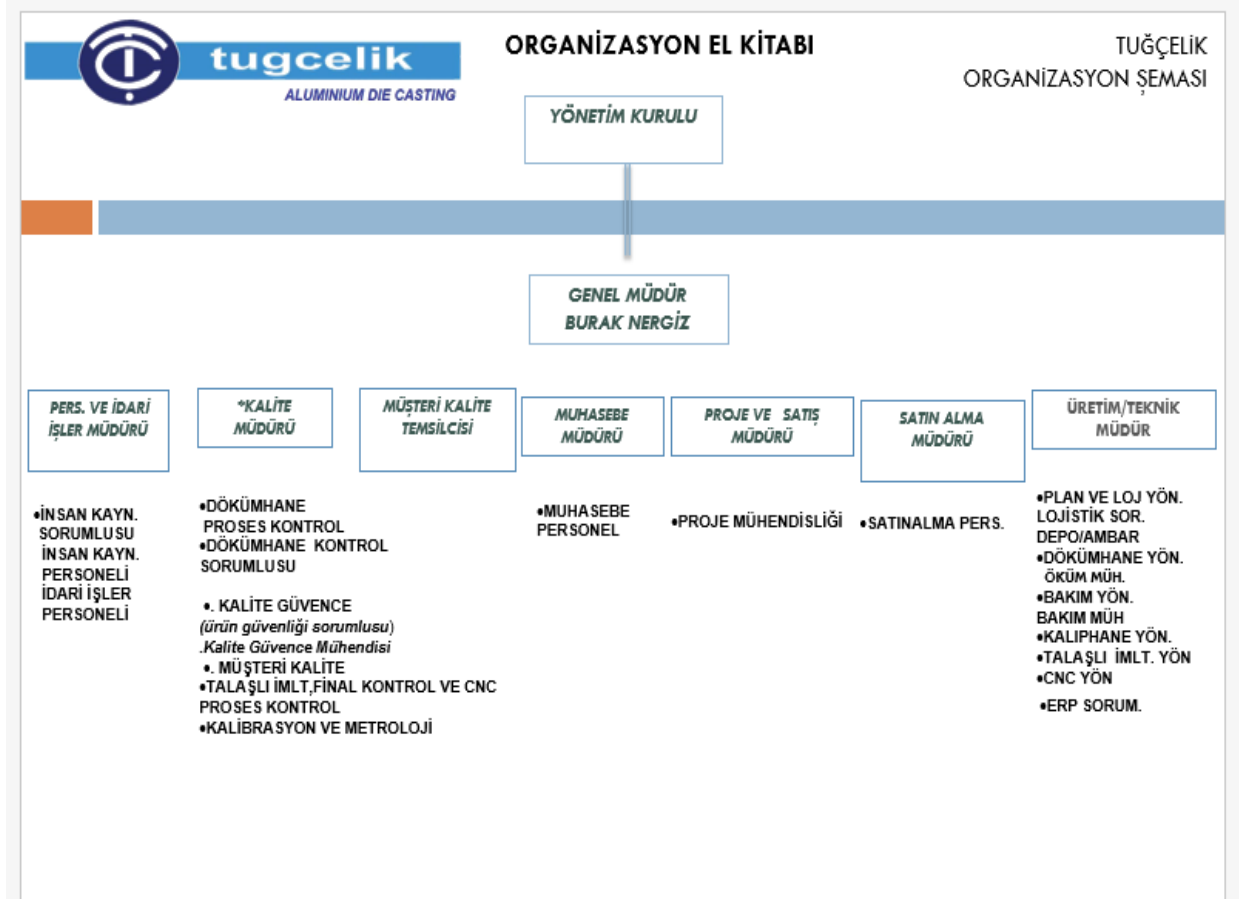 tugcelik
ALUMINIUM DIE CASTING
ORGANİZASYON EL KİTABI
TUĞÇELİK
ORGANİZASYON ŞEMASI
YÖNETİM KURULU
GENEL MÜDÜR
BURAK NERGİZ
PERS. VE İDARİ
İŞLER MÜDÜRÜ
*KALİTE
MÜDÜRÜ
MÜŞTERİ KALİTE
TEMSİLCİSİ
MUHASEBE
MÜDÜRÜ
PROJE VE SATIŞ
MÜDÜRÜ
SATIN ALMA
MÜDÜRÜ
ÜRETİM/TEKNİK
MÜDÜR
•İNSAN KAYN.
SORUMLUSU
İNSAN KAYN.
PERSONELİ
İDARİ İŞLER
PERSONELİ
•DÖKÜMHANE
PROSES KONTROL
•DÖKÜMHANE KONTROL
SORUMLUSU
•. KALİTE GÜVENCE
(ürün güvenliği sorumlusu)
.Kalite Güvence Mühendisi
•. MÜŞTERİ KALİTE
•TALAŞLI İMLT,FİNAL KONTROL VE CNC
PROSES KONTROL
•KALİBRASYON VE METROLOJİ
•MUHASEBE
PERSONEL
•PROJE MÜHENDİSLİĞİ
•SATINALMA PERS.
•PLAN VE LOJ YÖN.
LOJİSTİK SOR.
DEPO/AMBAR
•DÖKÜMHANE YÖN.
ÖKÜM MÜH.
•BAKIM YÖN.
BAKIM MÜH
•KALIPHANE YÖN.
•TALAŞLI İMLT. YÖN
•CNC YÖN
•ERP SORUM.